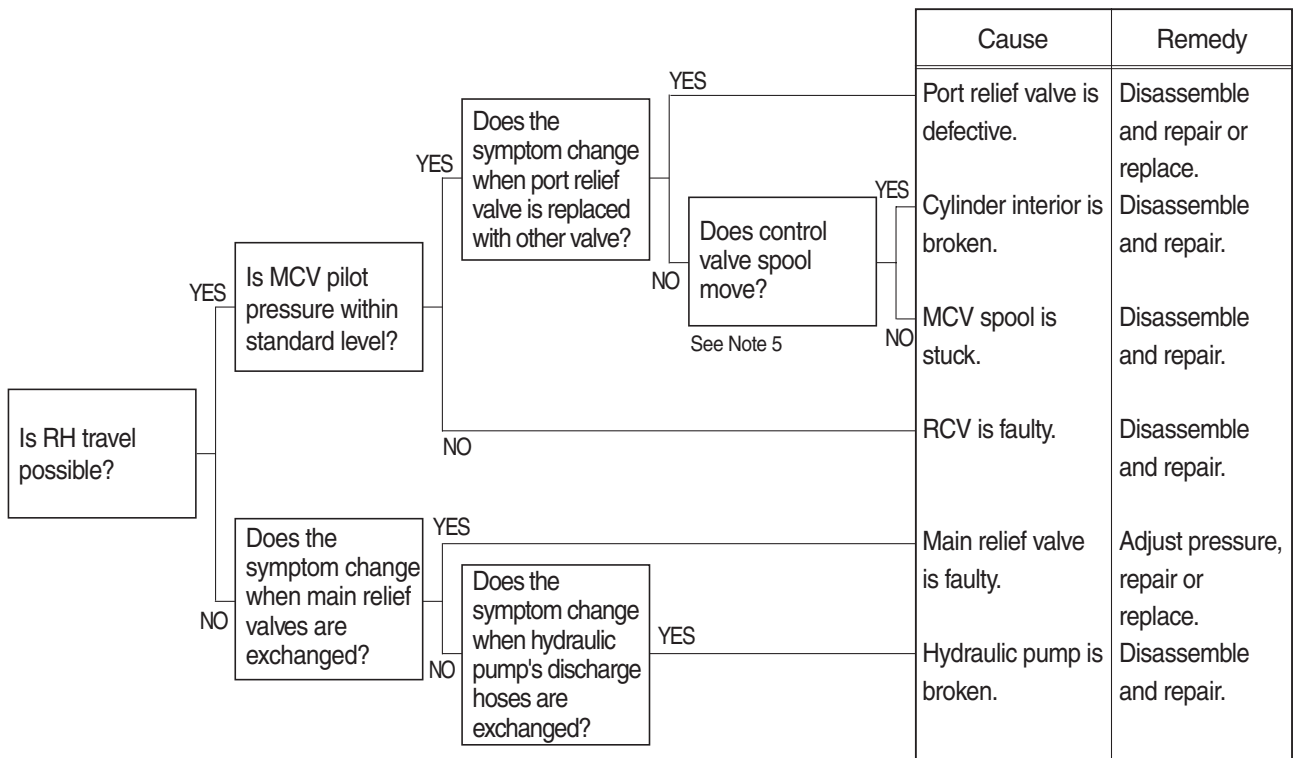 Is RH travel
possible?
YES
NO
Is MCV pilot
pressure within
standard level?
YES
NO
Does the
symptom change
when port relief
valve is replaced
with other valve?
YES
NO
Does control
valve spool
move?
See Note 5
YES
NO
Does the
symptom change
when main relief
valves are
exchanged?
YES
NO
Does the
symptom change
when hydraulic
pump's discharge
hoses are
exchanged?
YES
Cause
Remedy
Port relief valve is
defective.
Disassemble
and repair or
replace.
Cylinder interior is
broken.
Disassemble
and repair.
MCV spool is
stuck.
Disassemble
and repair.
RCV is faulty.
Disassemble
and repair.
Main relief valve
is faulty.
Adjust pressure,
repair or
replace.
Hydraulic pump is
broken.
Disassemble
and repair.